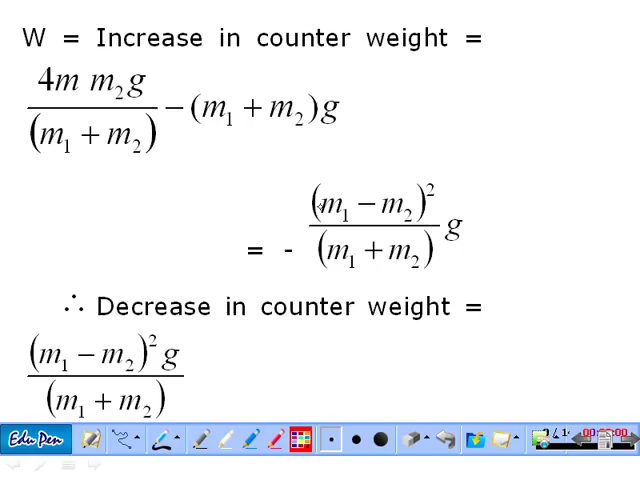 W = Increase in counter weight =
4m m₂g / (m₁ + m₂) − (m₁ + m₂)g
= - (m₁ − m₂)² / (m₁ + m₂) g
∴ Decrease in counter weight =
(m₁ − m₂)² g / (m₁ + m₂)
Edu Pen